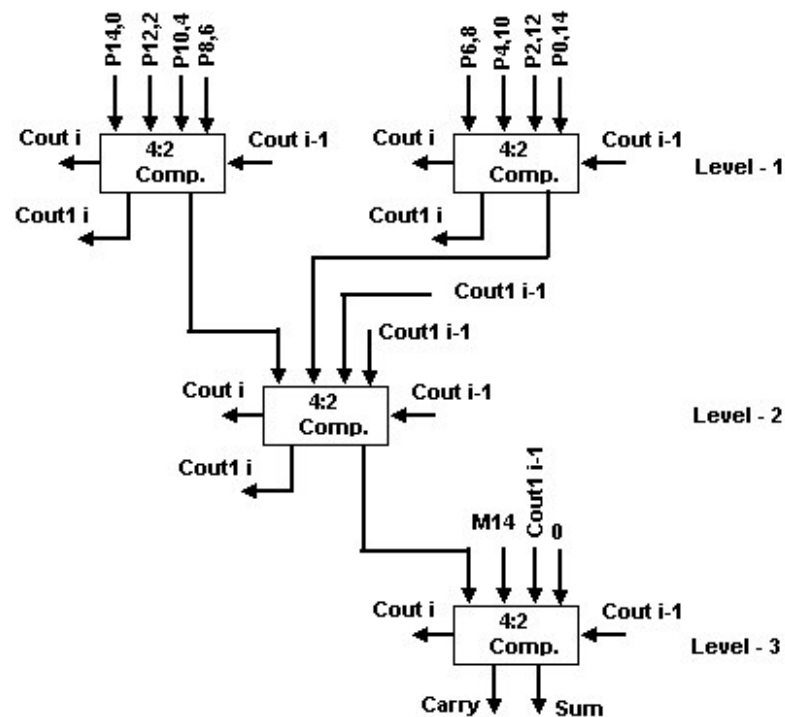 P14,0
P12,2
P10,4
P8,6
P6,8
P4,10
P2,12
P0,14
Cout i
4:2
Comp.
Cout i-1
Cout i
4:2
Comp.
Cout i-1
Level - 1
Cout1 i
Cout1 i
Cout1 i-1
Cout1 i-1
Cout i
4:2
Comp.
Cout i-1
Level - 2
Cout1 i
M14
Cout1 i-1
0
Cout i
4:2
Comp.
Cout i-1
Level - 3
Carry
Sum